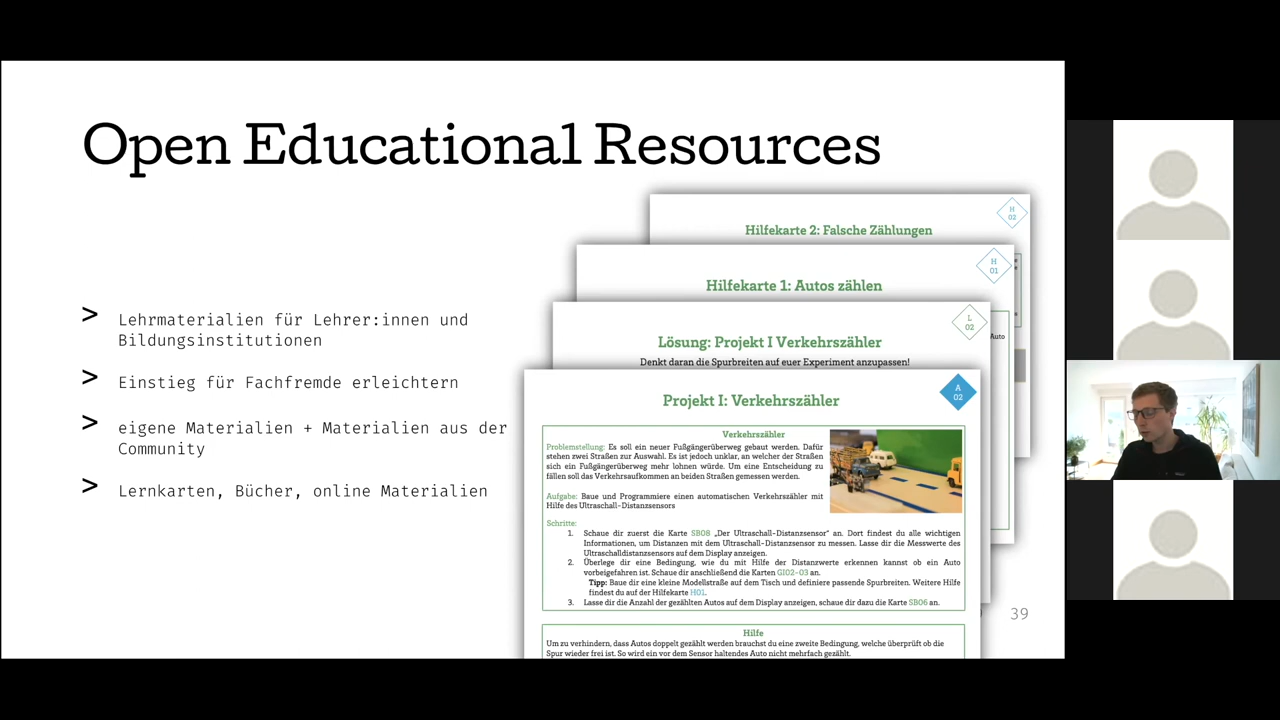 Open Educational Resources
> Lehrmaterialien für Lehrer:innen und
Bildungsinstitutionen
> Einstieg für Fachfremde erleichtern
> eigene Materialien + Materialien aus der
Community
> Lernkarten, Bücher, online Materialien
H
02
Hilfekarte 2: Falsche Zählungen
H
01
Hilfekarte 1: Autos zählen
Auto
L
02
Lösung: Projekt I Verkehrszähler
Denkt daran die Spurbreiten auf euer Experiment anzupassen!
A
02
Projekt I: Verkehrszähler
Verkehrszähler
Problemstellung: Es soll ein neuer Fußgängerüberweg gebaut werden. Dafür
stehen zwei Straßen zur Auswahl. Es ist jedoch unklar, an welcher der Straßen
sich ein Fußgängerüberweg mehr lohnen würde. Um eine Entscheidung zu
fällen soll das Verkehrsaufkommen an beiden Straßen gemessen werden.
Aufgabe: Baue und Programmiere einen automatischen Verkehrszähler mit
Hilfe des Ultraschall-Distanzsensors
Schritte:
1. Schaue dir zuerst die Karte SB08 „Der Ultraschall-Distanzsensor“ an. Dort findest du alle wichtigen
Informationen, um Distanzen mit dem Ultraschall-Distanzsensor zu messen. Lasse dir die Messwerte des
Ultraschalldistanzsensors auf dem Display anzeigen.
2. Überlege dir eine Bedingung, wie du mit Hilfe der Distanzwerte erkennen kannst ob ein Auto
vorbeigefahren ist. Schaue dir anschließend die Karten GI02-03 an.
Tipp: Baue dir eine kleine Modellstraße auf dem Tisch und definiere passende Spurbreiten. Weitere Hilfe
findest du auf der Hilfekarte H01.
3. Lasse dir die Anzahl der gezählten Autos auf dem Display anzeigen, schaue dir dazu die Karte SB06 an.
Hilfe
Um zu verhindern, dass Autos doppelt gezählt werden brauchst du eine zweite Bedingung, welche überprüft ob die
Spur wieder frei ist. So wird ein vor dem Sensor haltendes Auto nicht mehrfach gezählt.
39